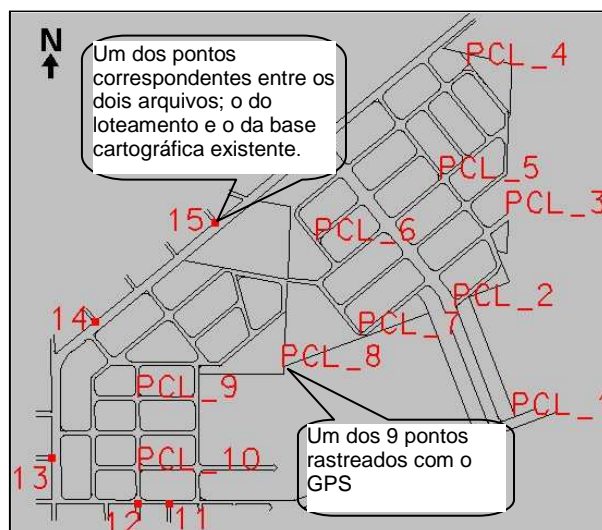 N
Um dos pontos
correspondentes entre os
dois arquivos; o do
loteamento e o da base
cartográfica existente.
PCL_4
PCL_5
PCL_3
15
PCL_6
PCL_2
14
PCL_7
PCL_8
PCL_9
PCL_1
Um dos 9 pontos
rastreados com o
GPS
PCL_10
13
12
11